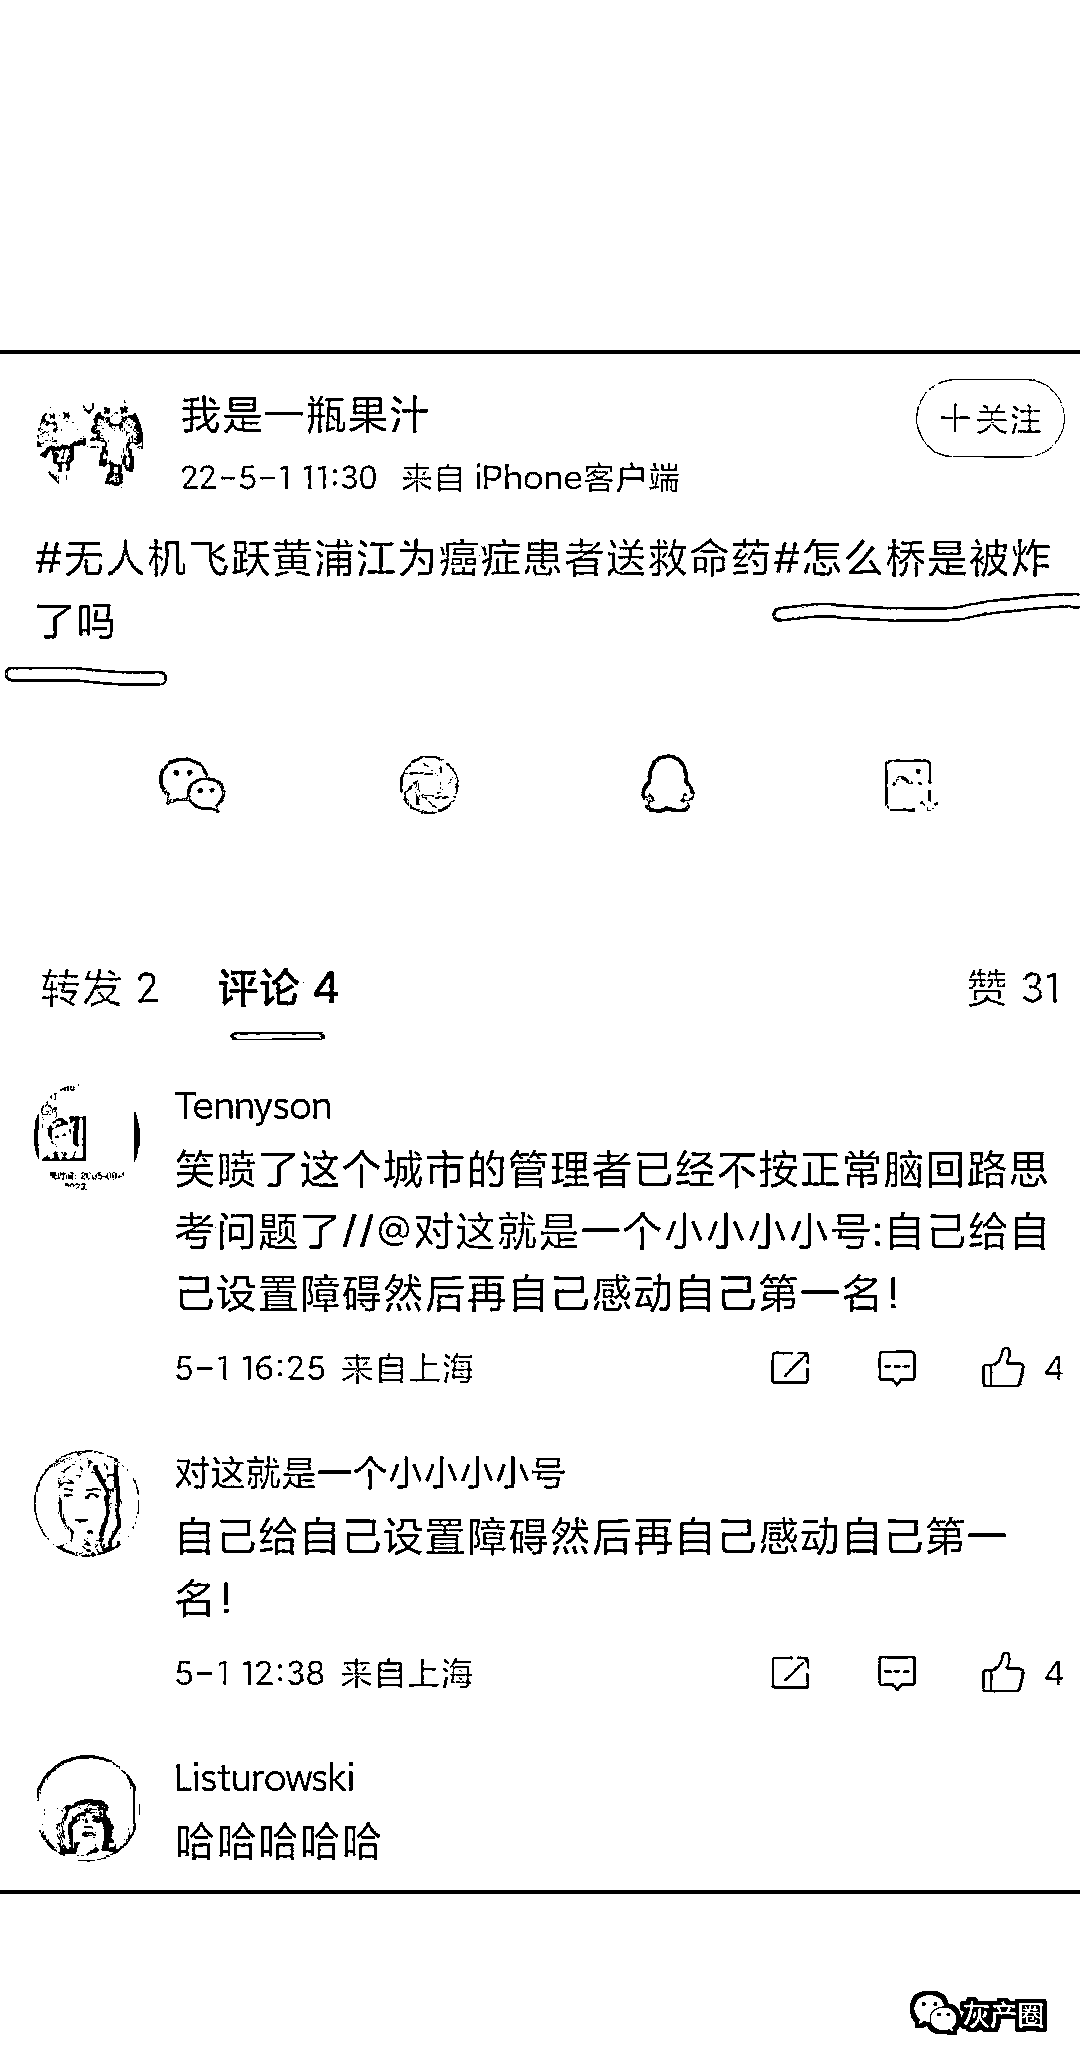 我是一瓶果汁
十关注
22-5-1 11:30 来自 iPhone客户端
#无人机飞跃黄浦江为癌症患者送救命药#怎么桥是被炸
了吗
转发 2 评论 4 赞 31
Tennyson
笑喷了这个城市的管理者已经不按正常脑回路思
考问题了//@对这就是一个小小小小号:自己给自
己设置障碍然后再自己感动自己第一名!
5-1 16:25 来自上海
4
对这就是一个小小小小号
自己给自己设置障碍然后再自己感动自己第一
名!
5-1 12:38 来自上海
4
Listurowski
哈哈哈哈哈
灰产圈